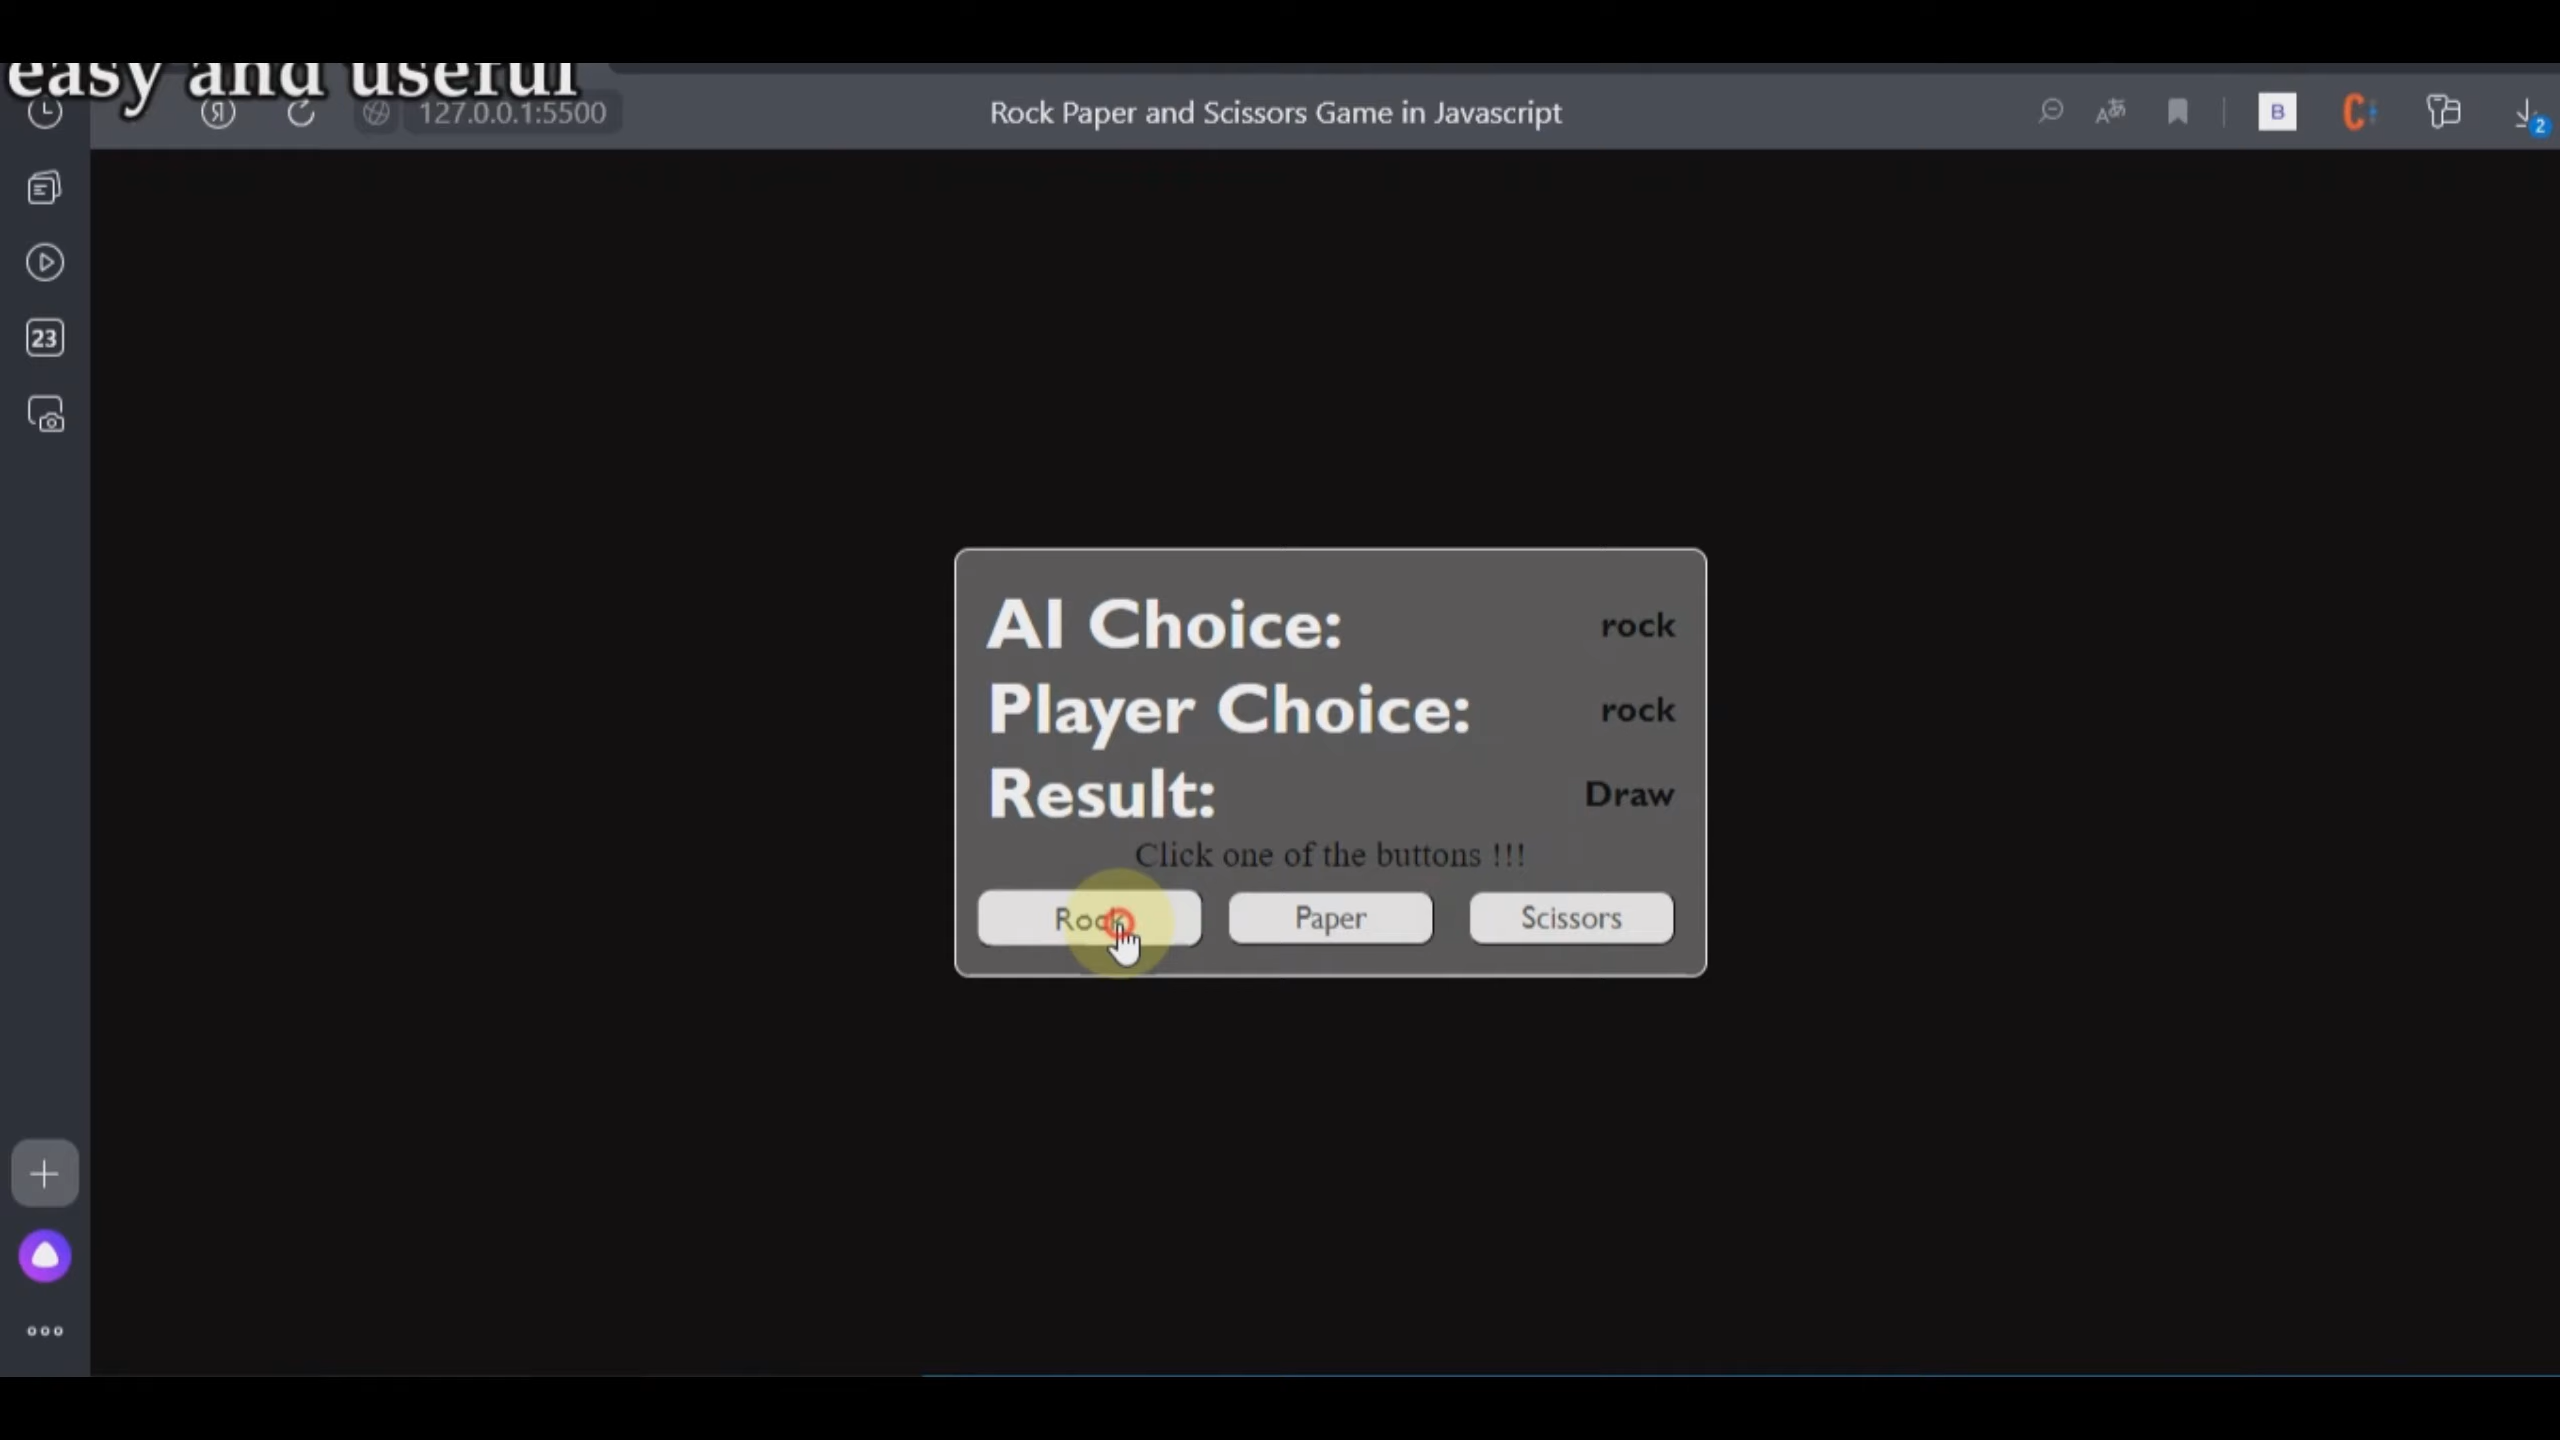 easy and useful
Я
127.0.0.1:5500
Rock Paper and Scissors Game in Javascript
B
2
23
AI Choice: rock
Player Choice: rock
Result: Draw
Click one of the buttons !!!
Rock Paper Scissors